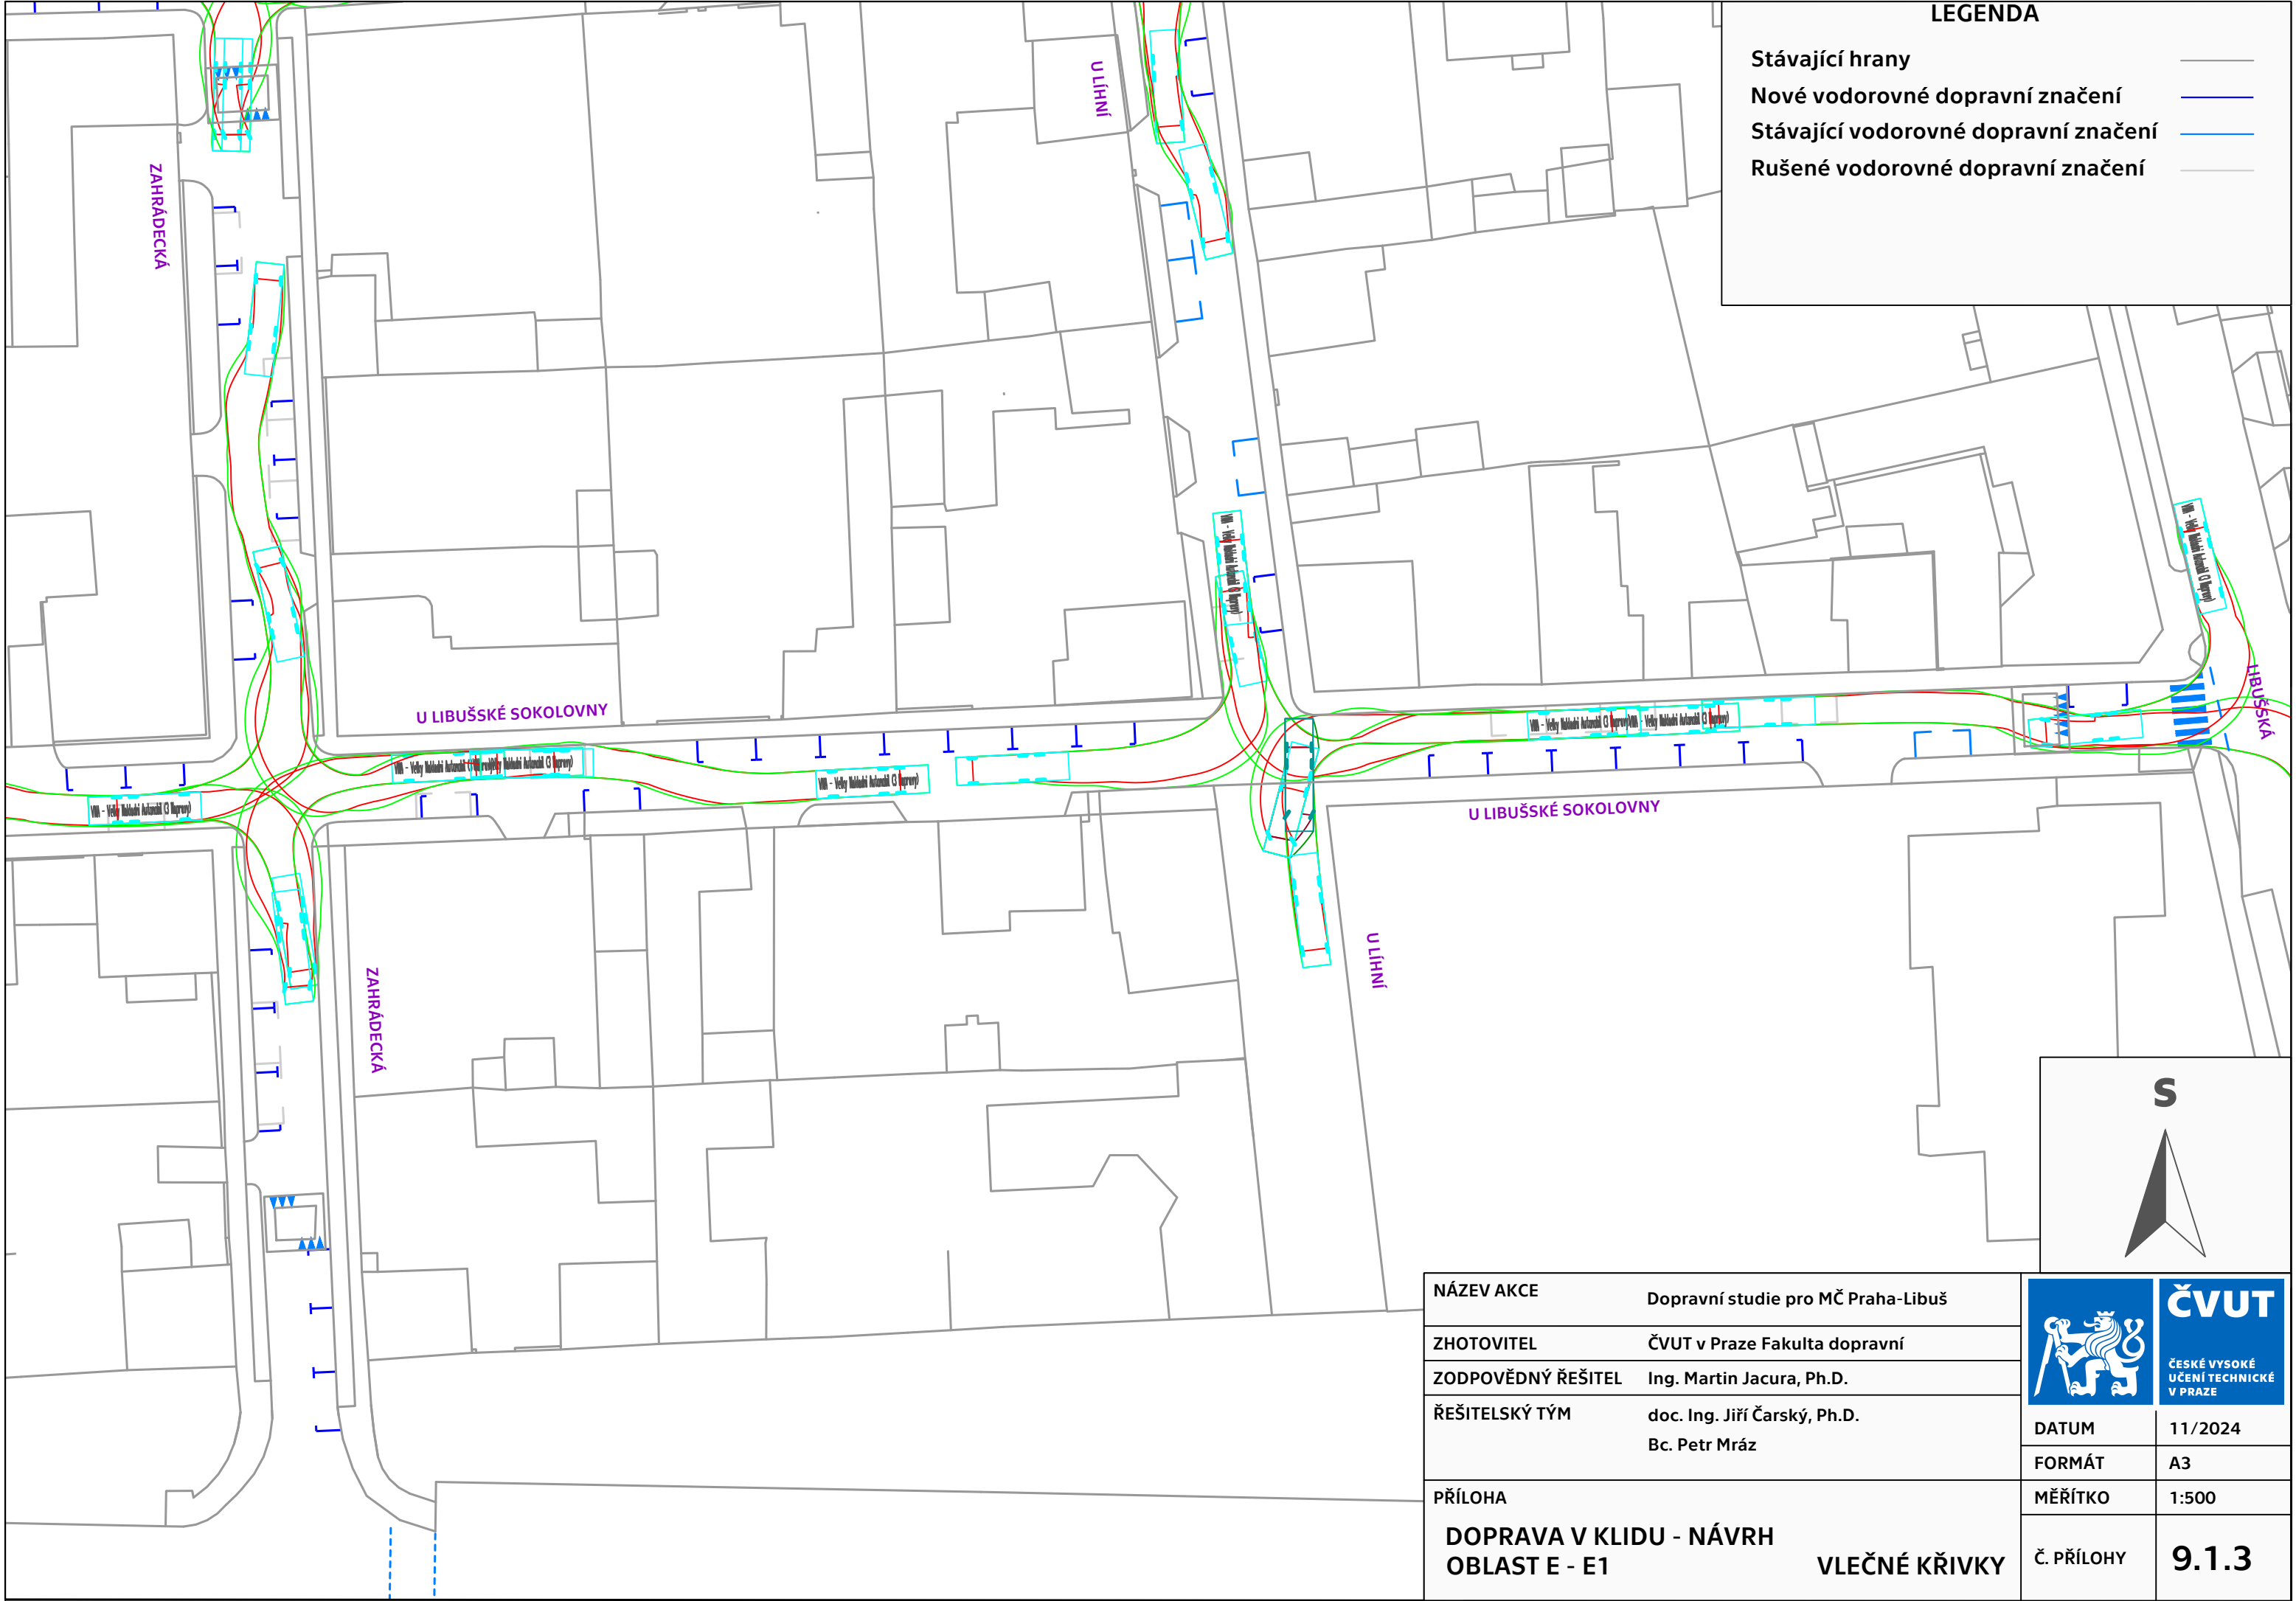 LEGENDA
Stávající hrany
Nové vodorovné dopravní značení
Stávající vodorovné dopravní značení
Rušené vodorovné dopravní značení
U LÍHNÍ
ZAHRÁDECKÁ
U LIBUŠSKÉ SOKOLOVNY
LIBUŠSKÁ
U LIBUŠSKÉ SOKOLOVNY
U LÍHNÍ
ZAHRÁDECKÁ
S
NÁZEV AKCE Dopravní studie pro MČ Praha-Libuš
ZHOTOVITEL ČVUT v Praze Fakulta dopravní
ZODPOVĚDNÝ ŘEŠITEL Ing. Martin Jacura, Ph.D.
ŘEŠITELSKÝ TÝM doc. Ing. Jiří Čarský, Ph.D.
Bc. Petr Mráz
PŘÍLOHA
DOPRAVA V KLIDU - NÁVRH
OBLAST E - E1 VLEČNÉ KŘIVKY
ČVUT
ČESKÉ VYSOKÉ
UČENÍ TECHNICKÉ
V PRAZE
DATUM 11/2024
FORMÁT A3
MĚŘÍTKO 1:500
Č. PŘÍLOHY 9.1.3